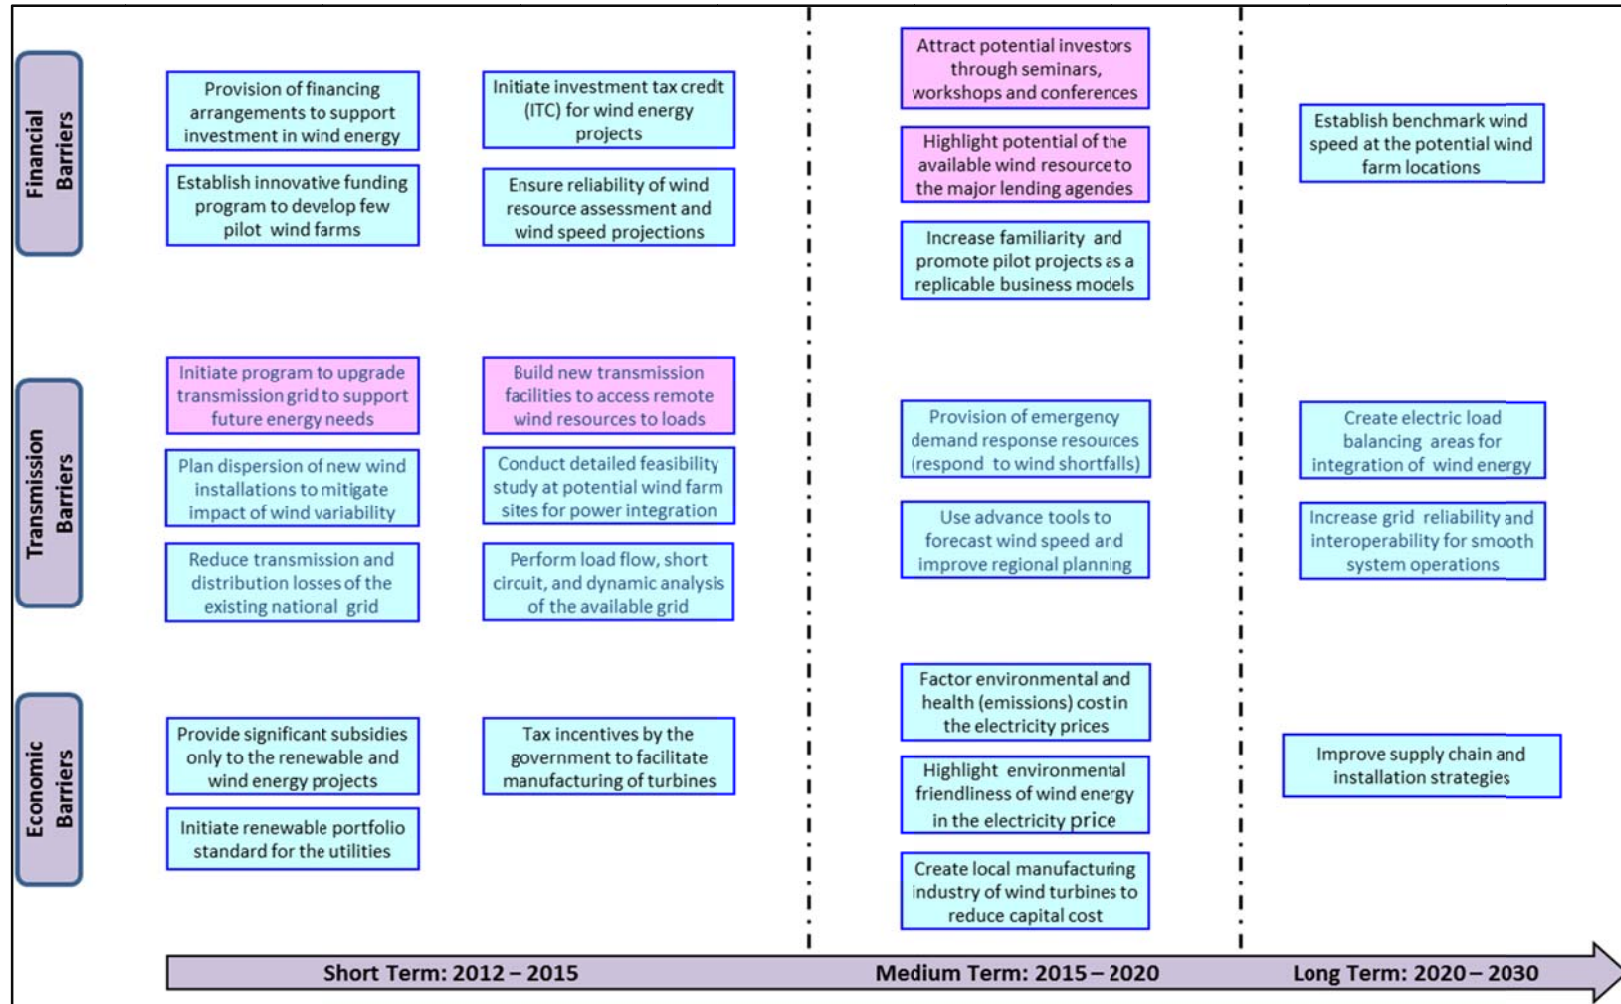 Financial
Barriers
Provision of financing
arrangements to support
investment in wind energy
Establish innovative funding
program to develop few
pilot wind farms
Initiate investment tax credit
(ITC) for wind energy
projects
Ensure reliability of wind
resource assessment and
wind speed projections
Attract potential investors
through seminars,
workshops and conferences
Highlight potential of the
available wind resource to
the major lending agendes
Increase familiarity and
promote pilot projects as a
replicable business models
Establish benchmark wind
speed at the potential wind
farm locations
Transmission
Barriers
Initiate program to upgrade
transmission grid to support
future energy needs
Plan dispersion of new wind
installations to mitigate
impact of wind variability
Reduce transmission and
distribution losses of the
existing national grid
Build new transmission
facilities to access remote
wind resources to loads
Conduct detailed feasibility
study at potential wind farm
sites for power integration
Perform load flow, short
circuit, and dynamic analysis
of the available grid
Provision of emergency
demand response resources
(respond to wind shortfalls)
Use advance tools to
forecast wind speed and
improve regional planning
Create electric load
balancing areas for
integration of wind energy
Increase grid reliability and
interoperability for smooth
system operations
Economic
Barriers
Provide significant subsidies
only to the renewable and
wind energy projects
Initiate renewable portfolio
standard for the utilities
Tax incentives by the
government to facilitate
manufacturing of turbines
Factor environmental and
health (emissions) cost in
the electricity prices
Highlight environmental
friendliness of wind energy
in the electricity price
Create local manufacturing
industry of wind turbines to
reduce capital cost
Improve supply chain and
installation strategies
Short Term: 2012 – 2015
Medium Term: 2015 – 2020
Long Term: 2020 – 2030